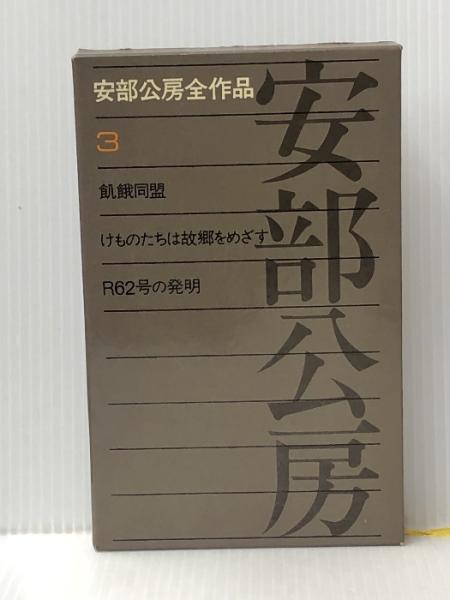 安部公房全作品
3
飢餓同盟
けものたちは故郷をめざす
R62号の発明
安部公房